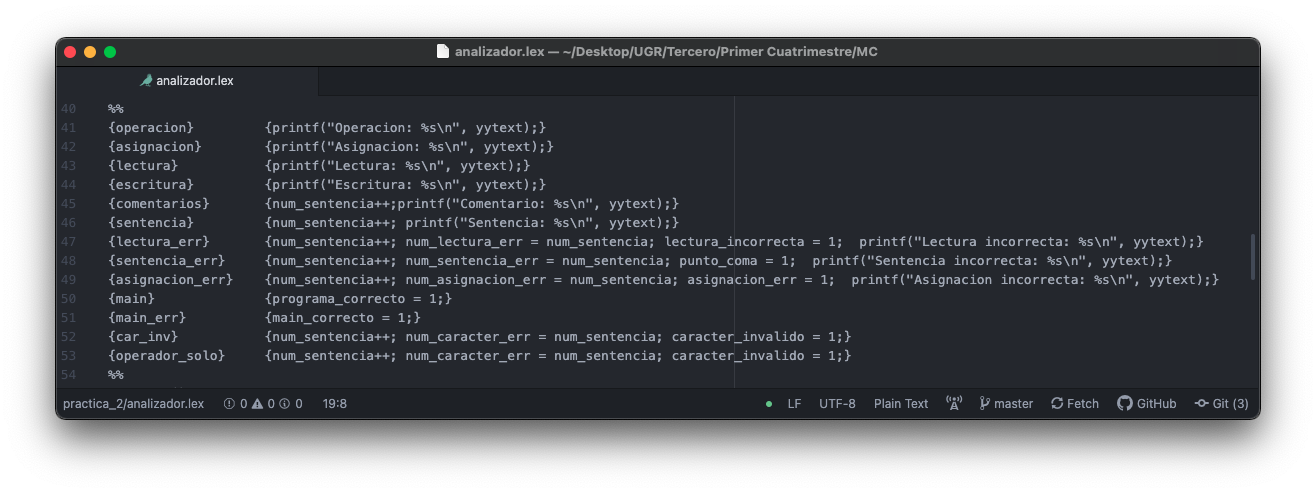 analizador.lex — ~/Desktop/UGR/Tercero/Primer Cuatrimestre/MC
analizador.lex
40 %%
41 {operacion} {printf("Operacion: %s\n", yytext);}
42 {asignacion} {printf("Asignacion: %s\n", yytext);}
43 {lectura} {printf("Lectura: %s\n", yytext);}
44 {escritura} {printf("Escritura: %s\n", yytext);}
45 {comentarios} {num_sentencia++;printf("Comentario: %s\n", yytext);}
46 {sentencia} {num_sentencia++; printf("Sentencia: %s\n", yytext);}
47 {lectura_err} {num_sentencia++; num_lectura_err = num_sentencia; lectura_incorrecta = 1;  printf("Lectura incorrecta: %s\n", yytext);}
48 {sentencia_err} {num_sentencia++; num_sentencia_err = num_sentencia; punto_coma = 1;  printf("Sentencia incorrecta: %s\n", yytext);}
49 {asignacion_err} {num_sentencia++; num_asignacion_err = num_sentencia; asignacion_err = 1;  printf("Asignacion incorrecta: %s\n", yytext);}
50 {main} {programa_correcto = 1;}
51 {main_err} {main_correcto = 1;}
52 {car_inv} {num_sentencia++; num_caracter_err = num_sentencia; caracter_invalido = 1;}
53 {operador_solo} {num_sentencia++; num_caracter_err = num_sentencia; caracter_invalido = 1;}
54 %%
practica_2/analizador.lex 0 0 0 19:8 LF UTF-8 Plain Text master Fetch GitHub Git (3)